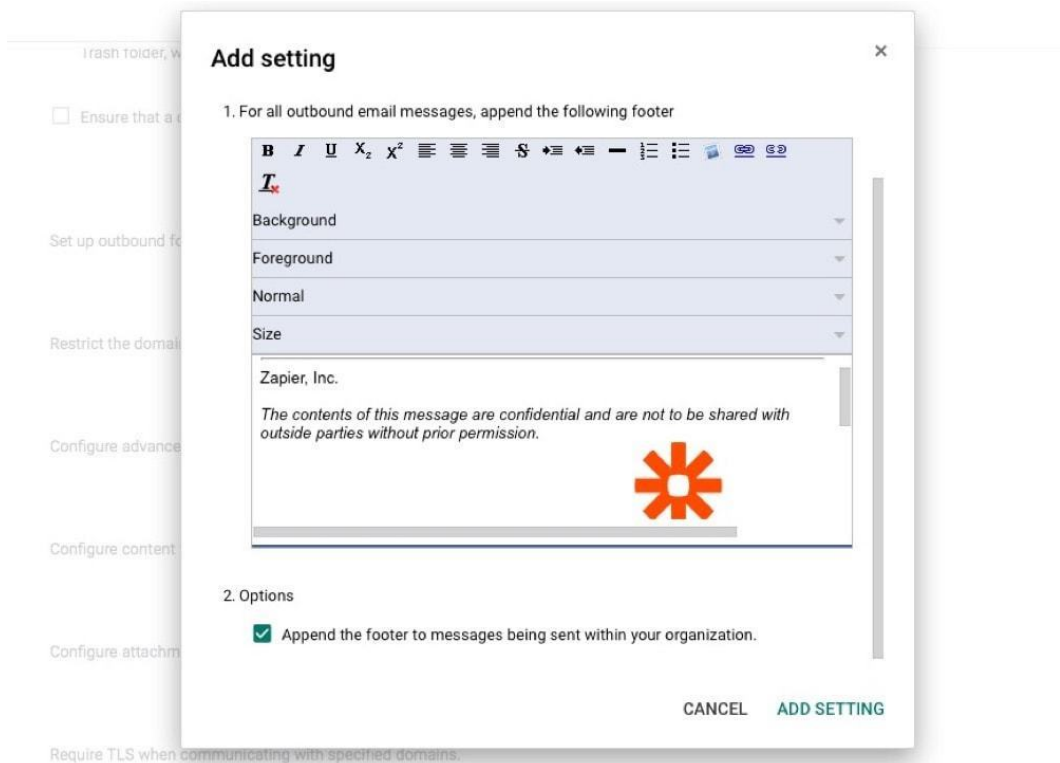 Trash folder, w
Add setting
×
Ensure that a
1. For all outbound email messages, append the following footer
B I U X₂ X² S T
Background
Set up outbound fo
Foreground
Normal
Size
Restrict the domai
Zapier, Inc.
The contents of this message are confidential and are not to be shared with
outside parties without prior permission.
Configure advance
Configure content
2. Options
Append the footer to messages being sent within your organization.
Configure attachm
CANCEL ADD SETTING
Require TLS when communicating with specified domains.